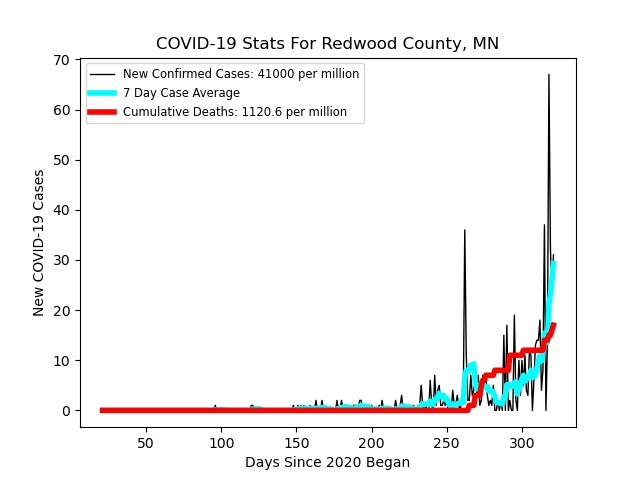 COVID-19 Stats For Redwood County, MN
New Confirmed Cases: 41000 per million
7 Day Case Average
Cumulative Deaths: 1120.6 per million
New COVID-19 Cases
70
60
50
40
30
20
10
0
50 100 150 200 250 300
Days Since 2020 Began